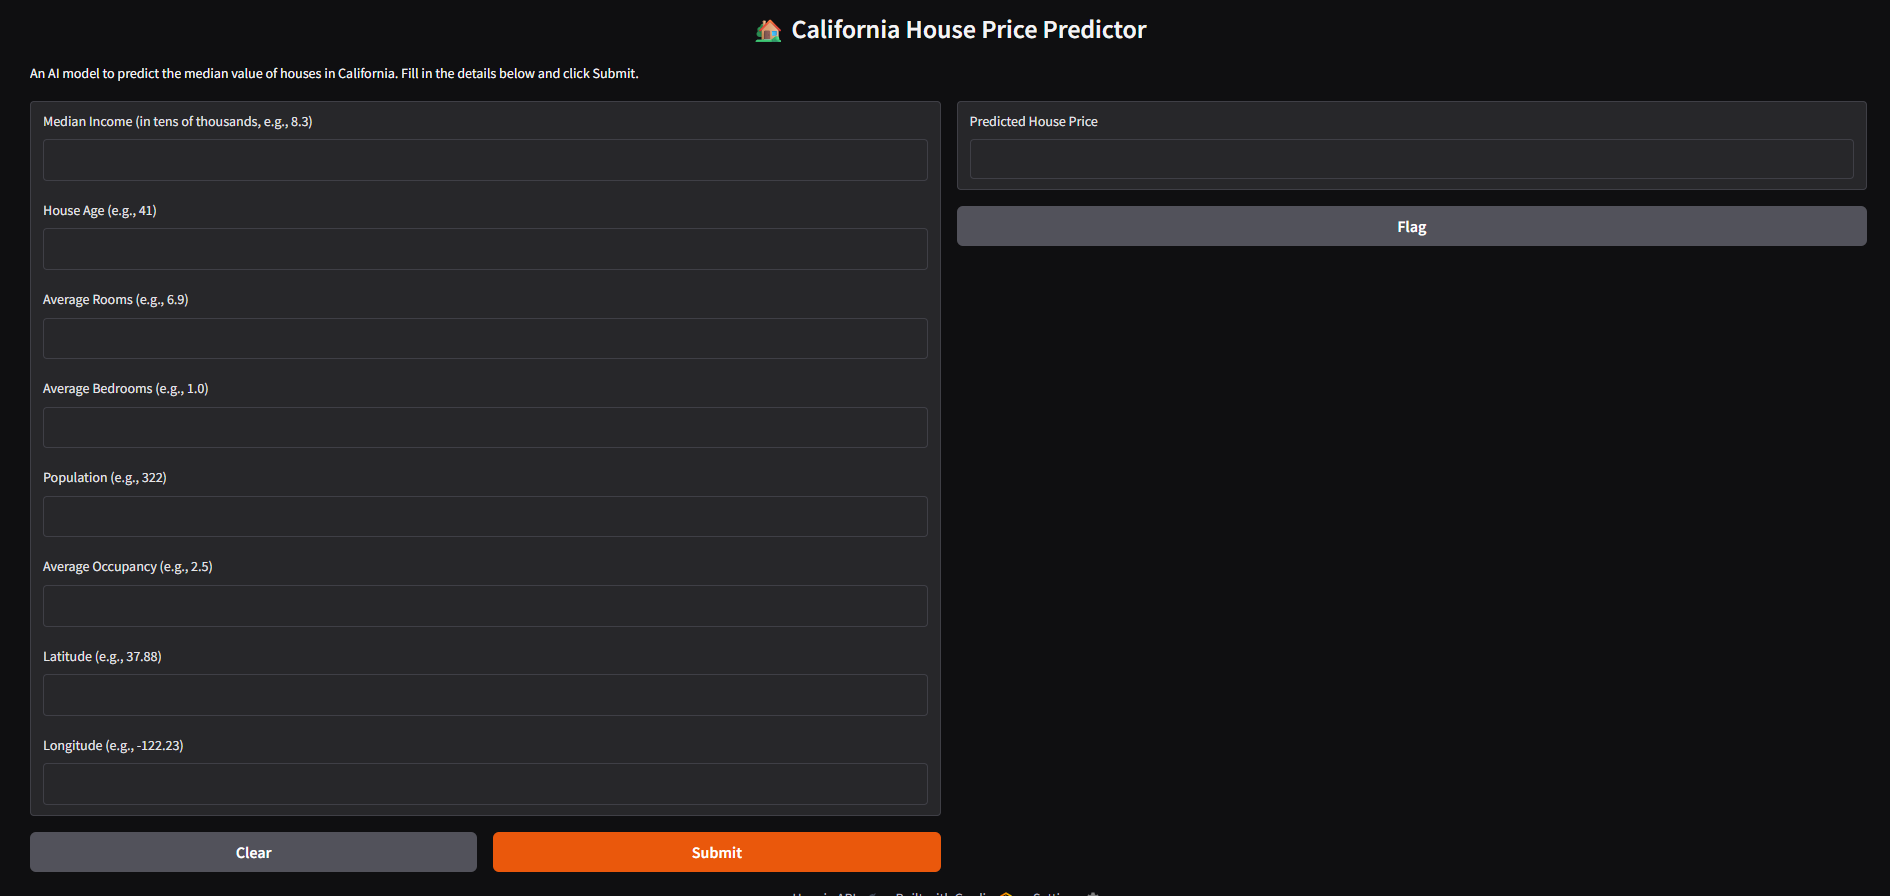 California House Price Predictor
An AI model to predict the median value of houses in California. Fill in the details below and click Submit.
Median Income (in tens of thousands, e.g., 8.3)
House Age (e.g., 41)
Average Rooms (e.g., 6.9)
Average Bedrooms (e.g., 1.0)
Population (e.g., 322)
Average Occupancy (e.g., 2.5)
Latitude (e.g., 37.88)
Longitude (e.g., -122.23)
Clear
Submit
Predicted House Price
Flag